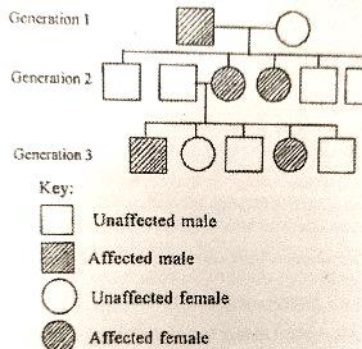 Generation 1
Generation 2
Generation 3
Key:
Unaffected male
Affected male
Unaffected female
Affected female